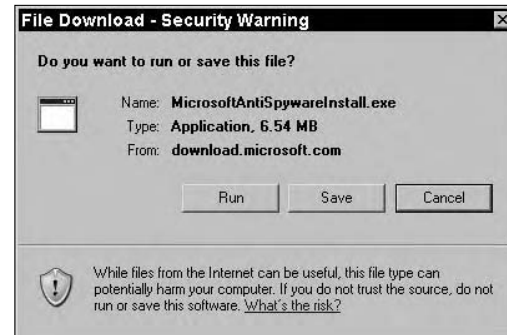 File Download - Security Warning
Do you want to run or save this file?
Name: MicrosoftAntiSpywareInstall.exe
Type: Application, 6.54 MB
From: download.microsoft.com
Run Save Cancel
While files from the Internet can be useful, this file type can
potentially harm your computer. If you do not trust the source, do not
run or save this software. What's the risk?